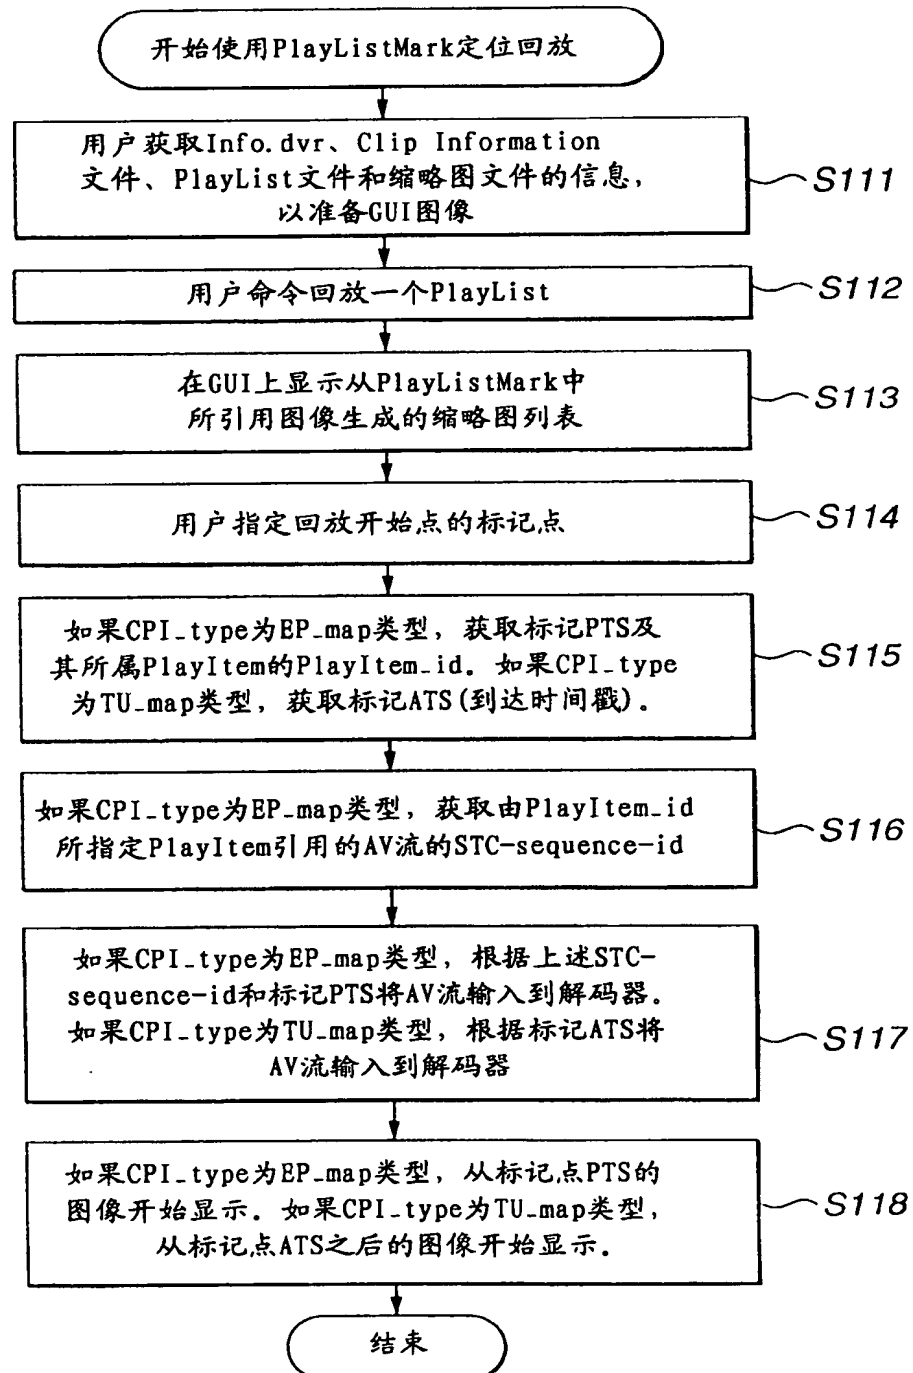 开始使用PlayListMark定位回放
用户获取Info.dvr、Clip Information
文件、PlayList文件和缩略图文件的信息,
以准备GUI图像
S111
用户命令回放一个PlayList
S112
在GUI上显示从PlayListMark中
所引用图像生成的缩略图列表
S113
用户指定回放开始点的标记点
S114
如果CPI_type为EP_map类型，获取标记PTS及
其所属PlayItem的PlayItem_id。如果CPI_type
为TU_map类型，获取标记ATS(到达时间戳)。
S115
如果CPI_type为EP_map类型，获取由PlayItem_id
所指定PlayItem引用的AV流的STC-sequence-id
S116
如果CPI_type为EP_map类型，根据上述STC-
sequence-id和标记PTS将AV流输入到解码器。
如果CPI_type为TU_map类型，根据标记ATS将
AV流输入到解码器
S117
如果CPI_type为EP_map类型，从标记点PTS的
图像开始显示。如果CPI_type为TU_map类型，
从标记点ATS之后的图像开始显示。
S118
结束